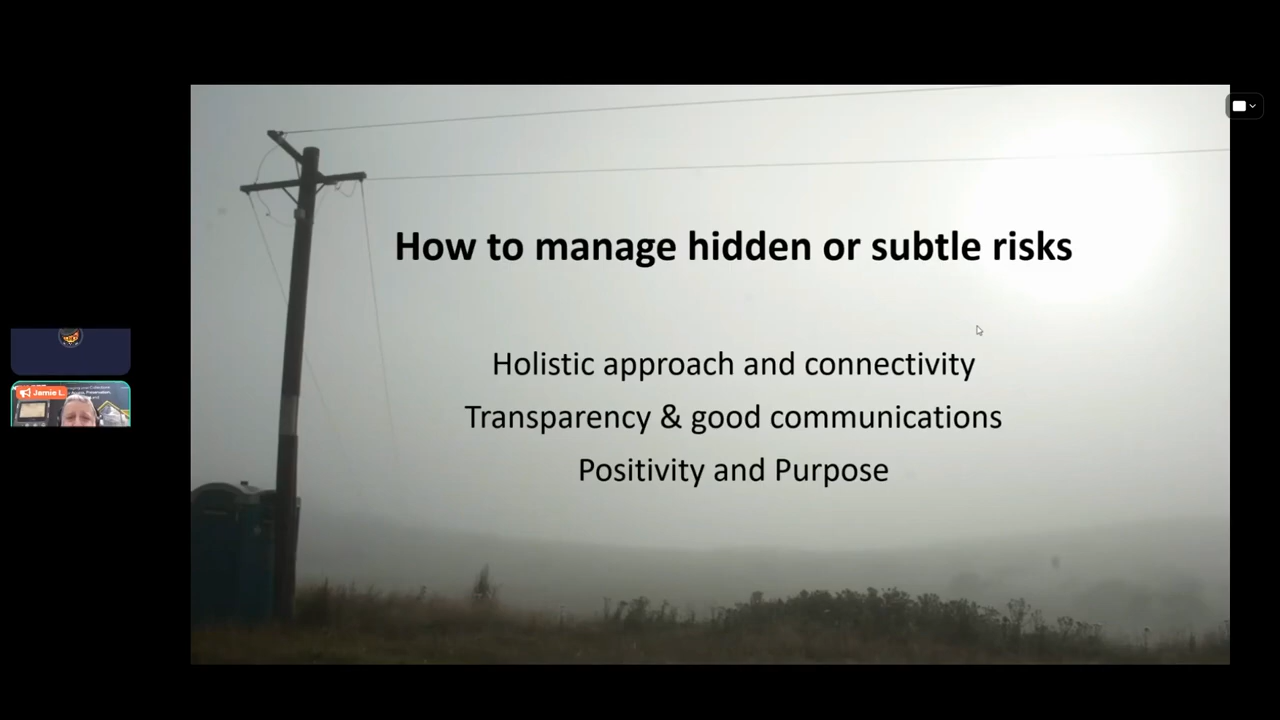 How to manage hidden or subtle risks
Holistic approach and connectivity
Transparency & good communications
Positivity and Purpose
Jamie L.